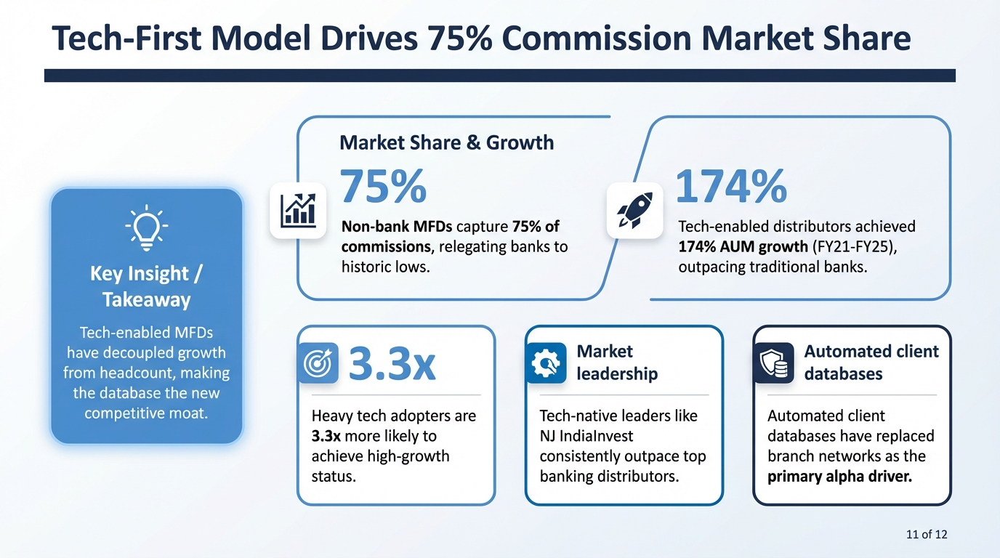 Tech-First Model Drives 75% Commission Market Share
Key Insight /
Takeaway
Tech-enabled MFDs
have decoupled growth
from headcount, making
the database the new
competitive moat.
Market Share & Growth
75%
Non-bank MFDs capture 75% of
commissions, relegating banks to
historic lows.
174%
Tech-enabled distributors achieved
174% AUM growth (FY21-FY25),
outpacing traditional banks.
3.3x
Heavy tech adopters are
3.3x more likely to
achieve high-growth
status.
Market
leadership
Tech-native leaders like
NJ IndiaInvest
consistently outpace top
banking distributors.
Automated client
databases
Automated client
databases have replaced
branch networks as the
primary alpha driver.
11 of 12